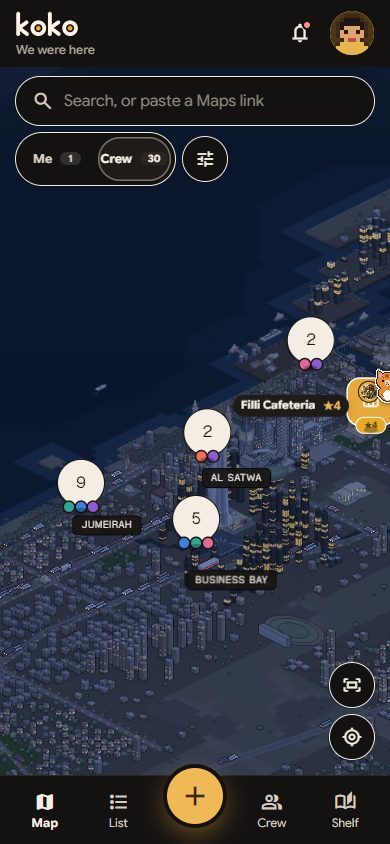 koko
We were here
Search, or paste a Maps link
Me 1
Crew 30
2
Filli Cafeteria ★4
★4
2
AL SATWA
9
JUMEIRAH
5
BUSINESS BAY
+
Map
List
Crew
Shelf